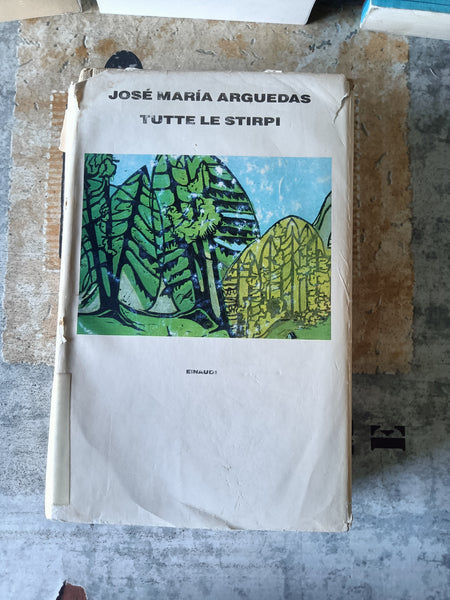 JOSÉ MARÍA ARGUEDAS
TUTTE LE STIRPI
EINAUDI